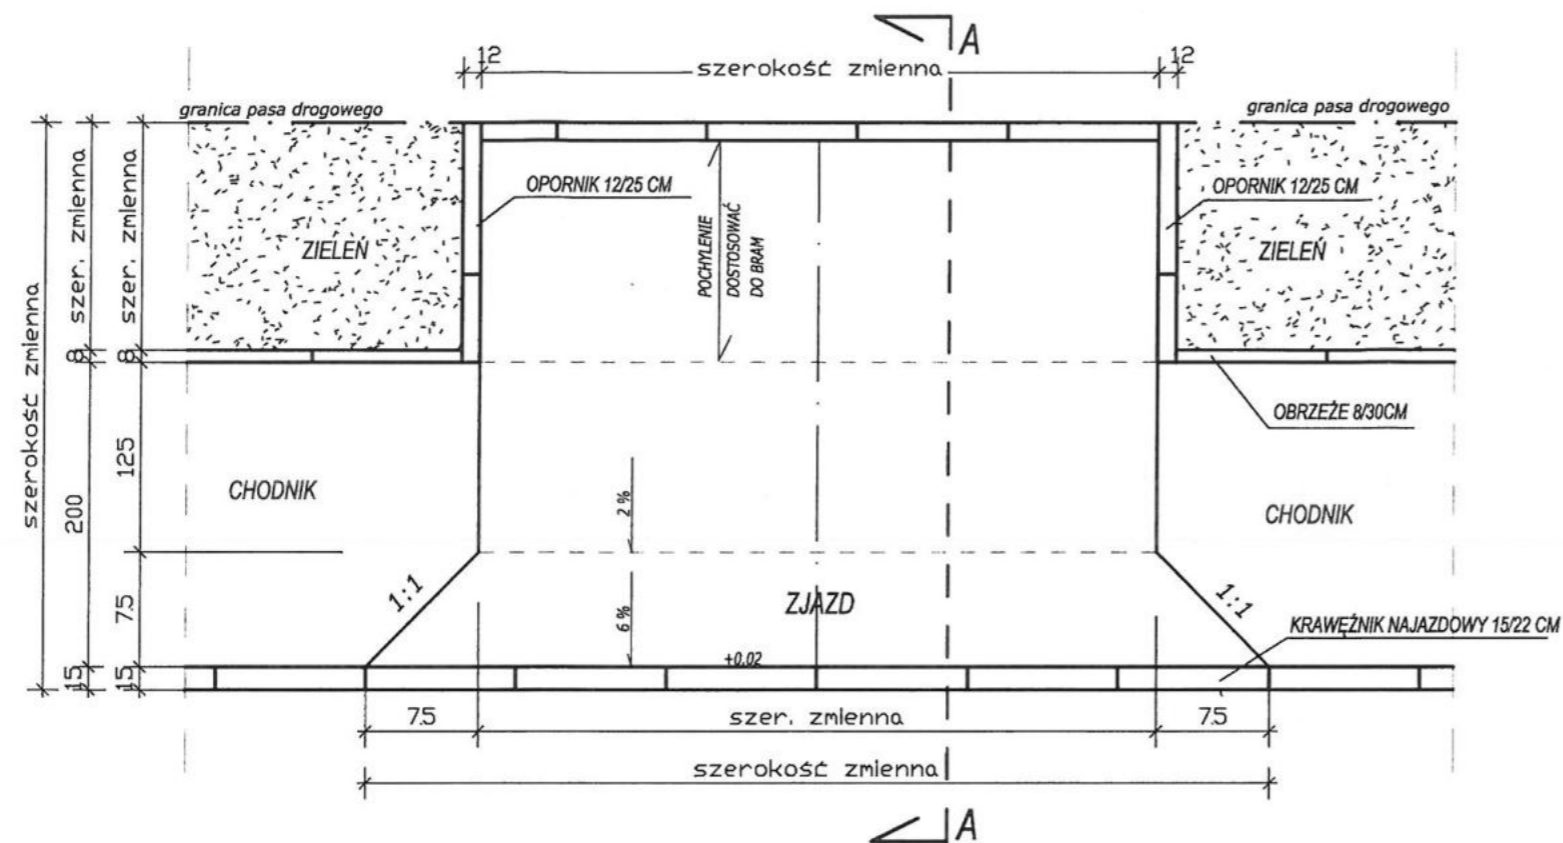 A
12
szerokość zmienna
12
granica pasa drogowego
granica pasa drogowego
OPORNIK 12/25 CM
OPORNIK 12/25 CM
ZIELEŃ
ZIELEŃ
POCHYLENIE
DOSTOSOWAĆ
DO BRAM
szerokość zmienna
szer. zmienna
szer. zmienna
8
8
OBRZEŻE 8/30CM
125
200
CHODNIK
CHODNIK
2 %
75
1:1
6 %
ZJAZD
1:1
KRAWĘŻNIK NAJAZDOWY 15/22 CM
+0.02
15
15
75
szer. zmienna
75
szerokość zmienna
A